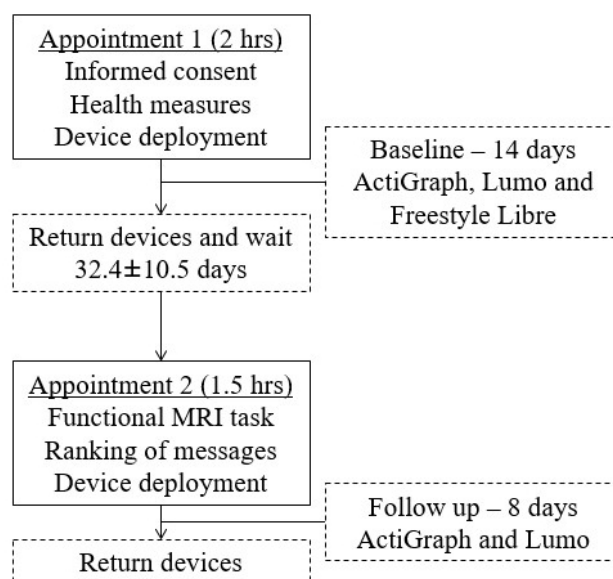 Appointment 1 (2 hrs)
Informed consent
Health measures
Device deployment
Baseline – 14 days
ActiGraph, Lumo and
Freestyle Libre
Return devices and wait
32.4±10.5 days
Appointment 2 (1.5 hrs)
Functional MRI task
Ranking of messages
Device deployment
Follow up – 8 days
ActiGraph and Lumo
Return devices